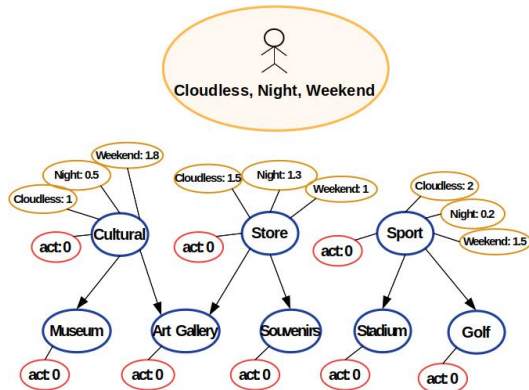 Cloudless, Night, Weekend
Weekend: 1.8
Night: 0.5
Cloudless: 1
Cultural
act: 0
Cloudless: 1.5
Night: 1.3
Weekend: 1
Store
act: 0
Cloudless: 2
Night: 0.2
Weekend: 1.5
Sport
act: 0
Museum
Art Gallery
Souvenirs
Stadium
Golf
act: 0
act: 0
act: 0
act: 0
act: 0